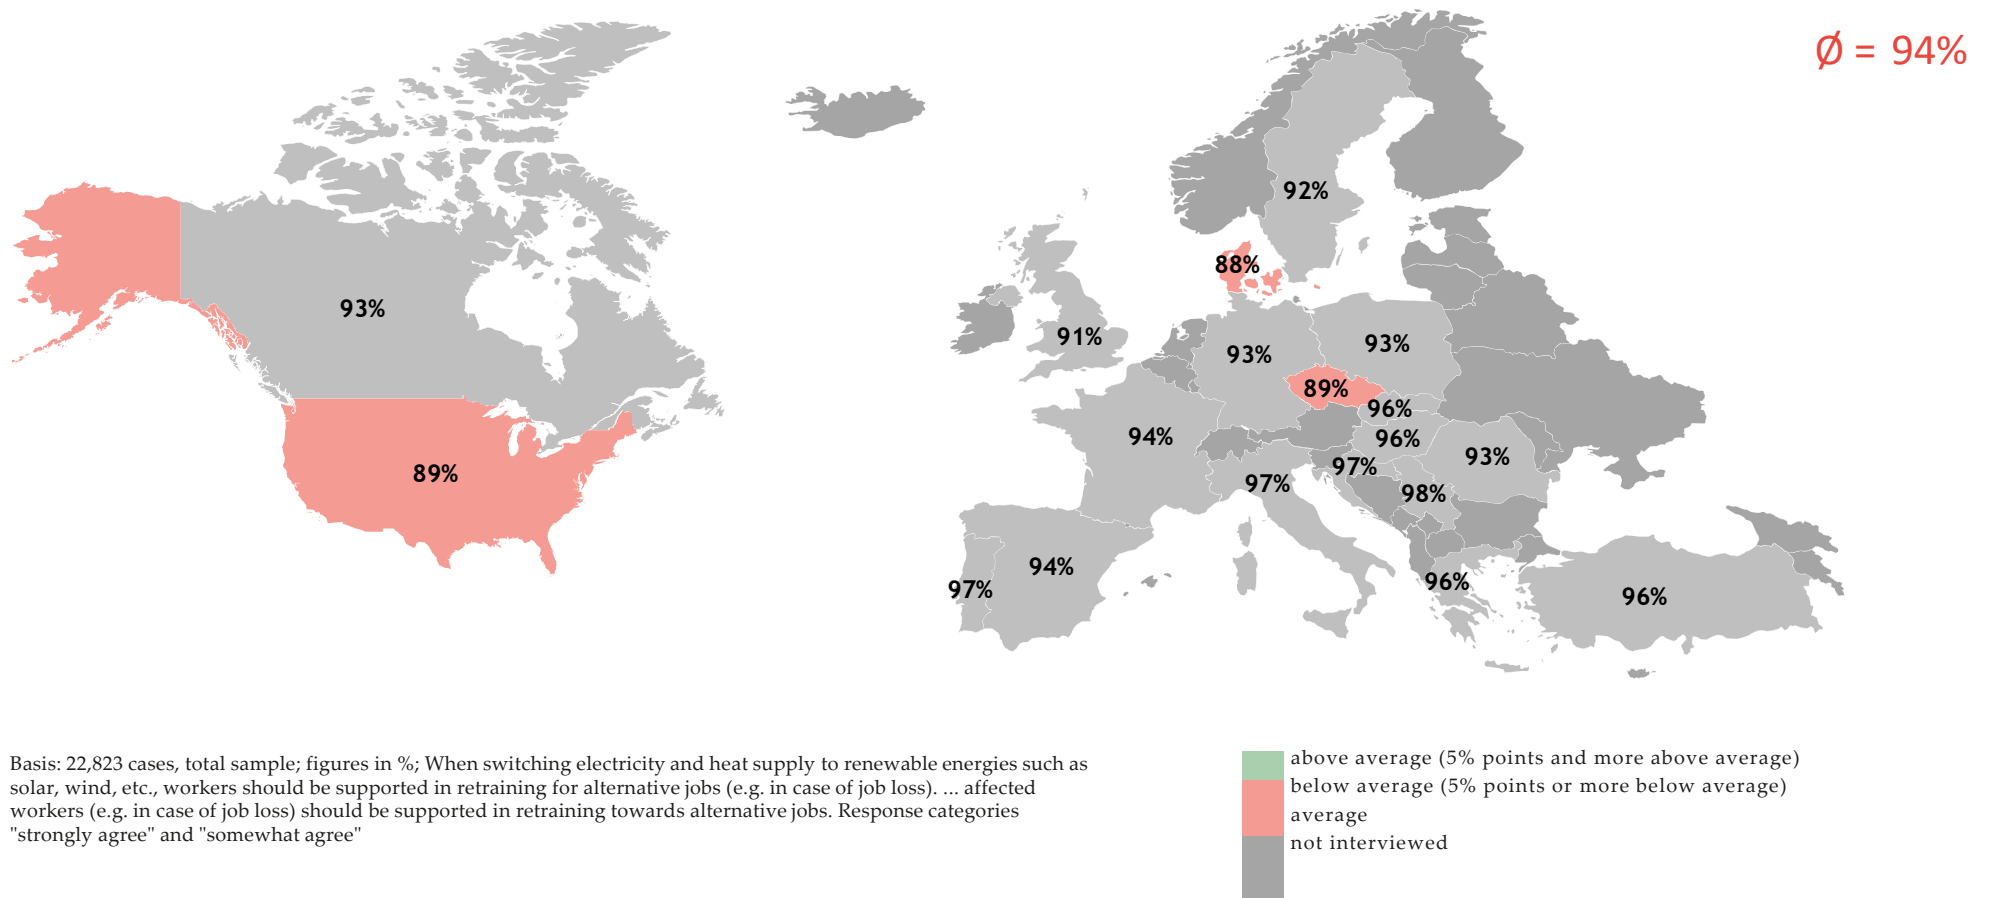 Ø = 94%
92%
88%
93%
91%
93%
93%
89%
96%
94%
96%
93%
97%
89%
97%
98%
94%
96%
97%
96%
Basis: 22,823 cases, total sample; figures in %; When switching electricity and heat supply to renewable energies such as
solar, wind, etc., workers should be supported in retraining for alternative jobs (e.g. in case of job loss). ... affected
workers (e.g. in case of job loss) should be supported in retraining towards alternative jobs. Response categories
"strongly agree" and "somewhat agree"
above average (5% points and more above average)
below average (5% points or more below average)
average
not interviewed